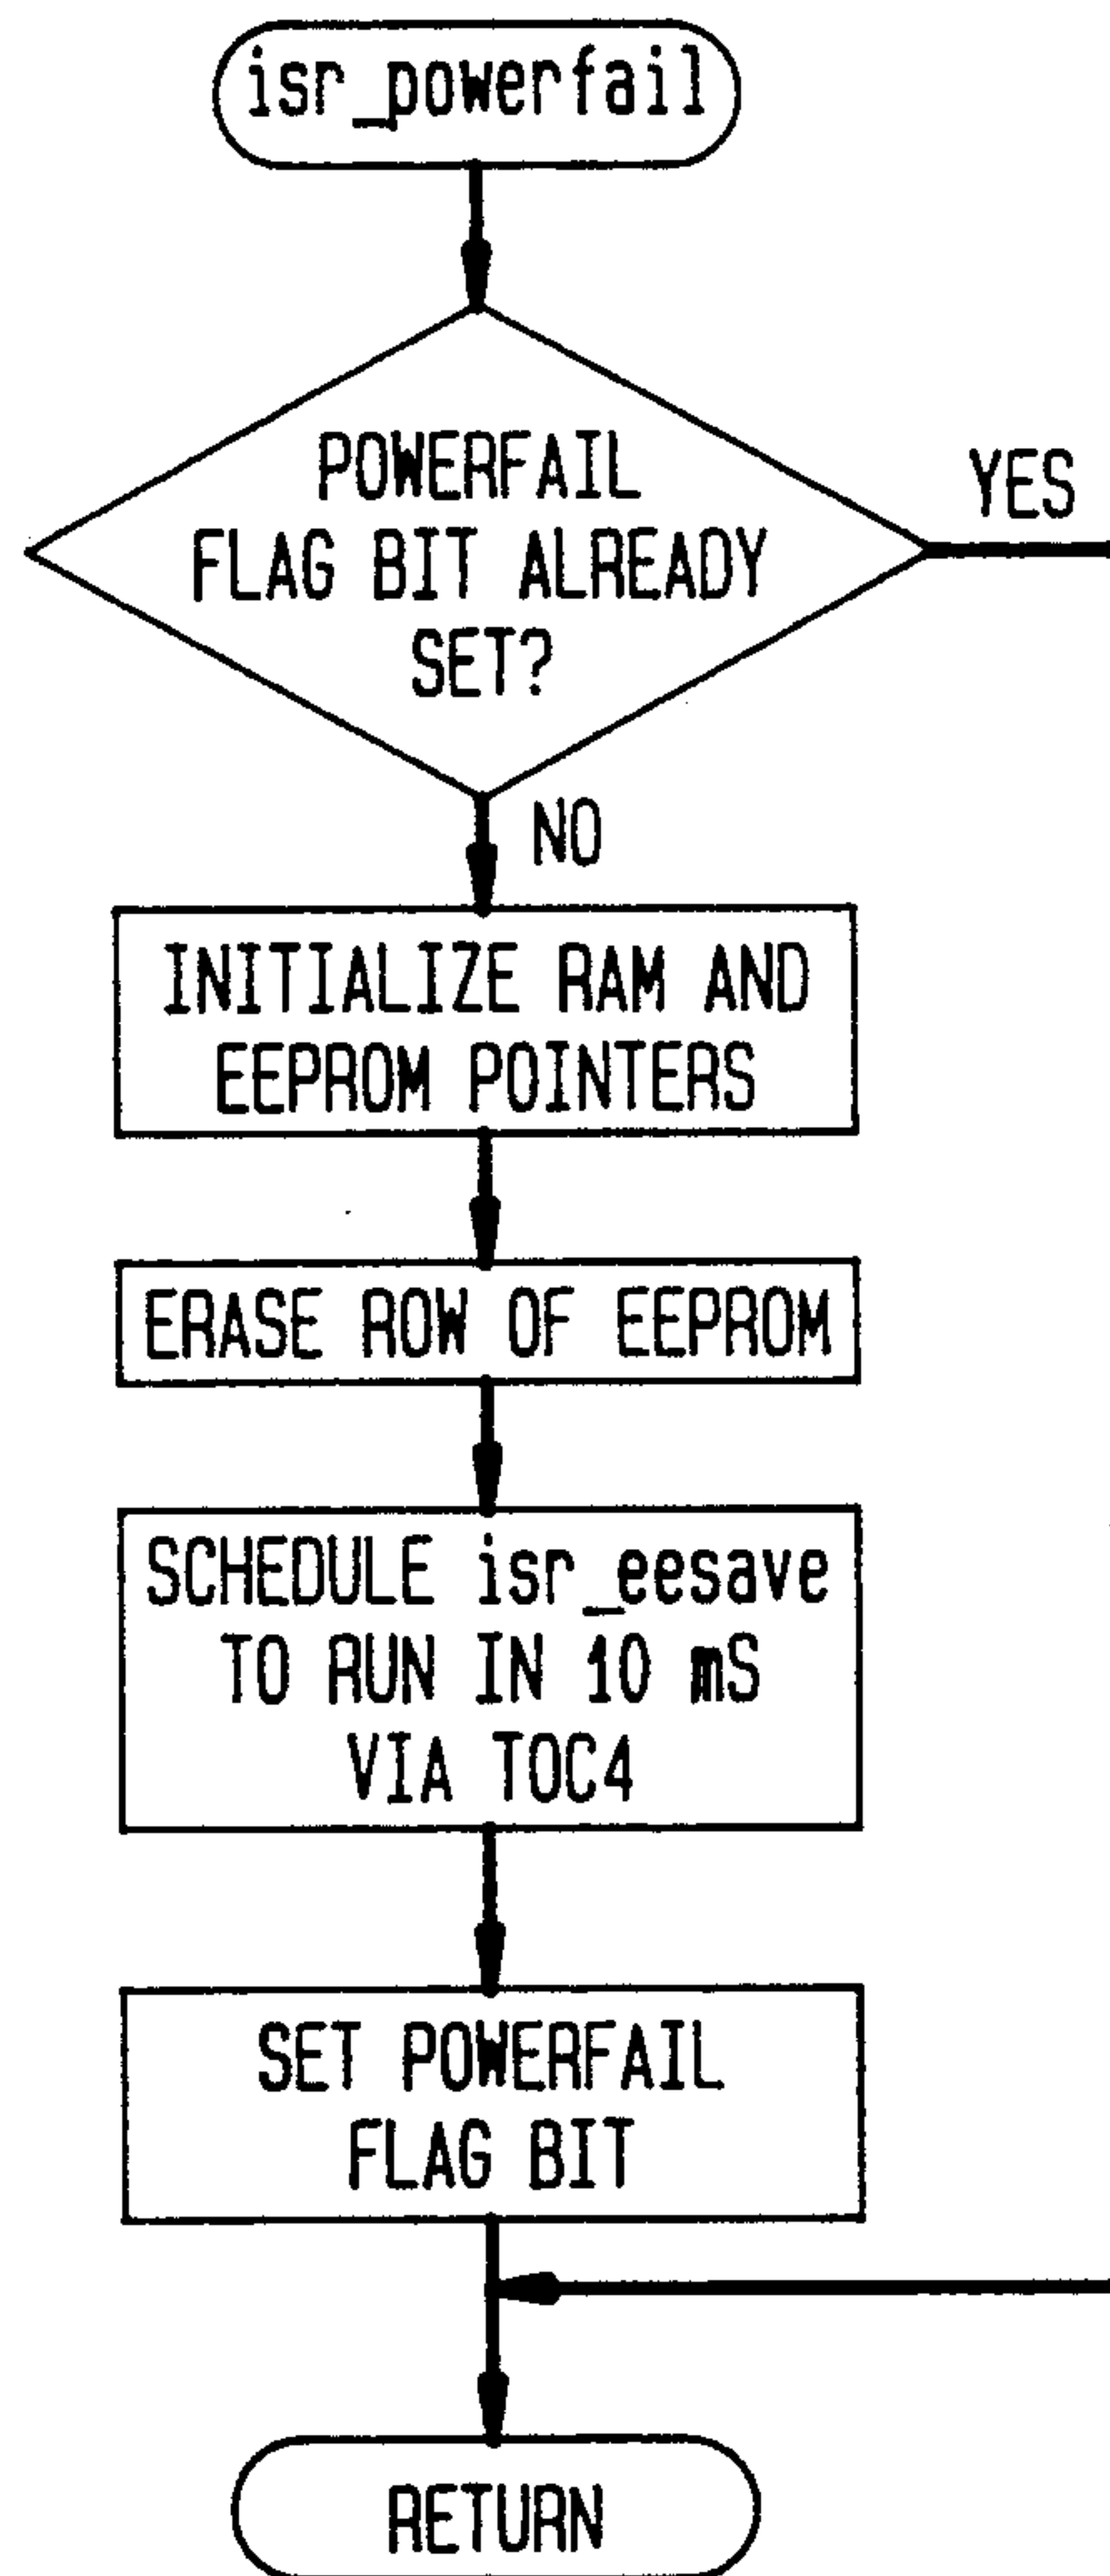 isr_powerfail
POWERFAIL
FLAG BIT ALREADY
SET?
YES
NO
INITIALIZE RAM AND
EEPROM POINTERS
ERASE ROW OF EEPROM
SCHEDULE isr_eesave
TO RUN IN 10 mS
VIA TOC4
SET POWERFAIL
FLAG BIT
RETURN